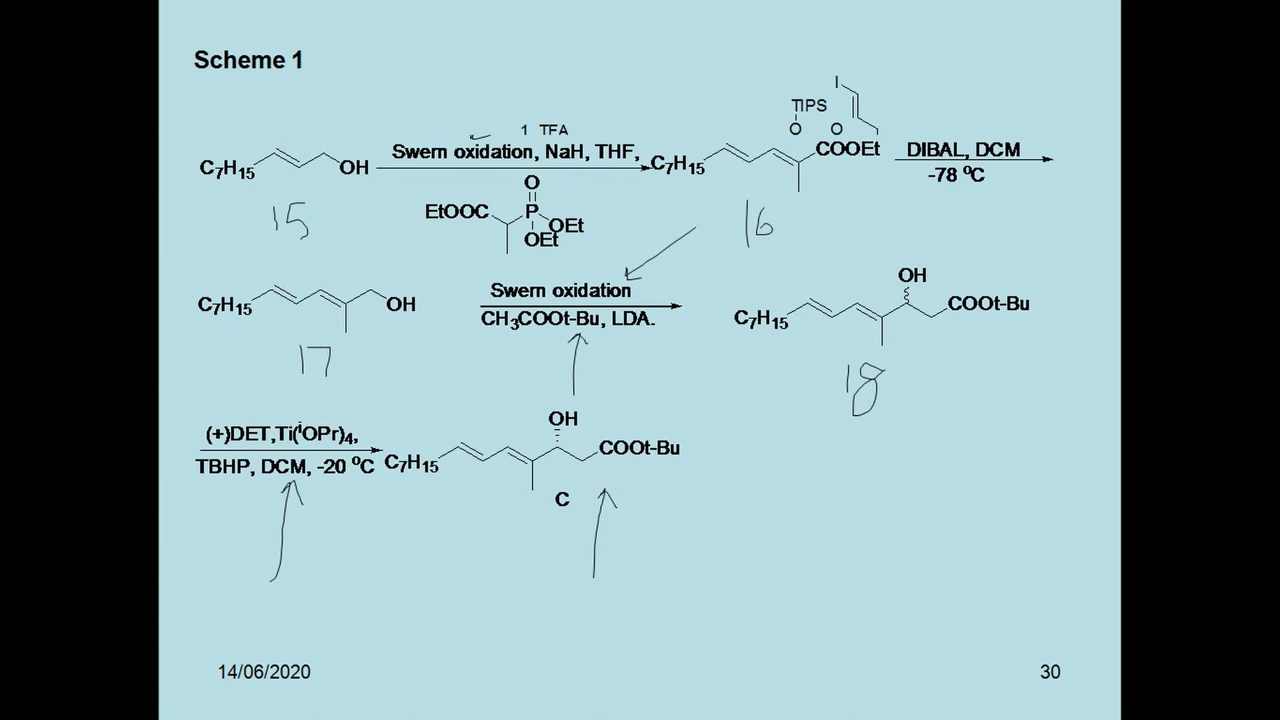 Scheme 1
I
TIPS
O O
1 TFA
C7H15 OH Swern oxidation, NaH, THF, C7H15 COOEt DIBAL, DCM
-78 ºC
O
EtOOC P OEt
OEt
15 16
C7H15 OH Swern oxidation C7H15 OH COOt-Bu
CH3COOt-Bu, LDA.
17 18
(+)DET,Ti(iOPr)4, OH
TBHP, DCM, -20 ºC C7H15 COOt-Bu
C
14/06/2020 30